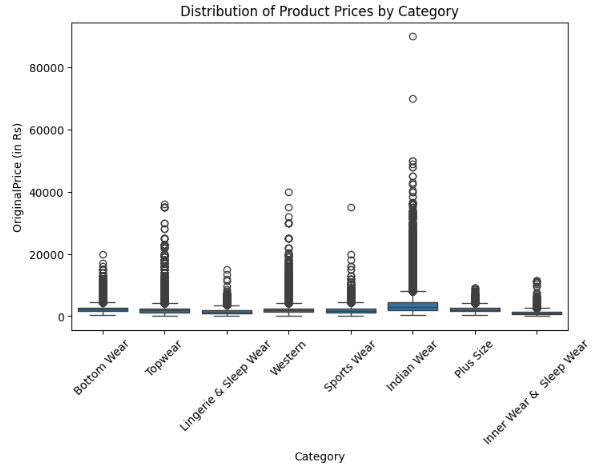 Distribution of Product Prices by Category
OriginalPrice (in Rs)
80000
60000
40000
20000
0
Bottom Wear
Topwear
Lingerie & Sleep Wear
Western
Sports Wear
Indian Wear
Plus Size
Inner Wear &  Sleep Wear
Category